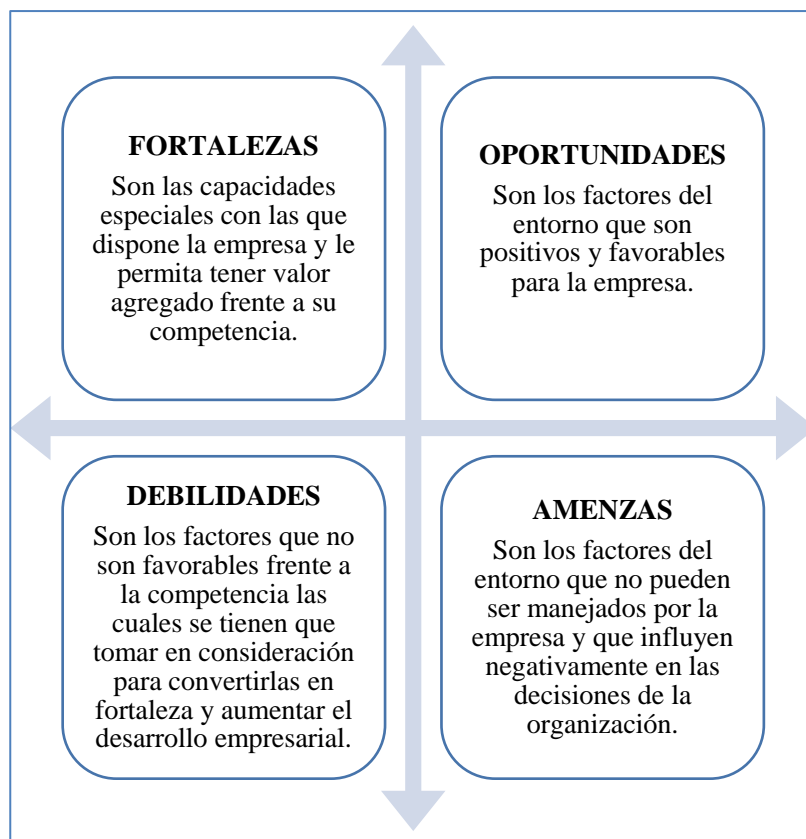 FORTALEZAS
Son las capacidades
especiales con las que
dispone la empresa y le
permita tener valor
agregado frente a su
competencia.
OPORTUNIDADES
Son los factores del
entorno que son
positivos y favorables
para la empresa.
DEBILIDADES
Son los factores que no
son favorables frente a
la competencia las
cuales se tienen que
tomar en consideración
para convertirlas en
fortaleza y aumentar el
desarrollo empresarial.
AMENZAS
Son los factores del
entorno que no pueden
ser manejados por la
empresa y que influyen
negativamente en las
decisiones de la
organización.